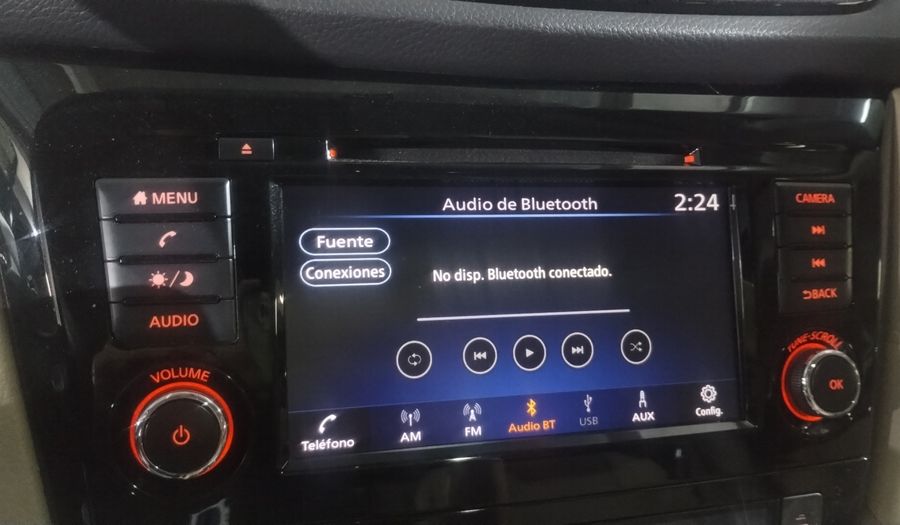 MENU
AUDIO
VOLUME
Audio de Bluetooth
2:24
Fuente
Conexiones
No disp. Bluetooth conectado.
Teléfono
AM
FM
Audio BT
USB
AUX
Config.
CAMERA
BACK
TUNE-SCROLL
OK